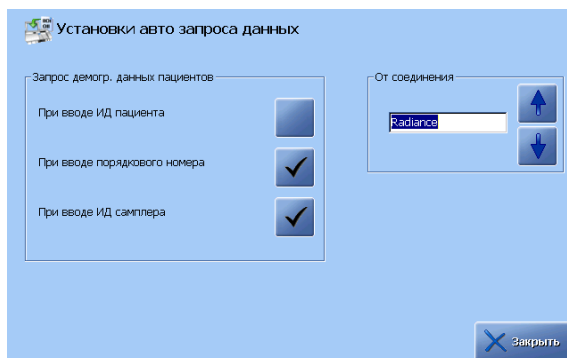 Установки авто запроса данных
Запрос демогр. данных пациентов
При вводе ИД пациента
При вводе порядкового номера
При вводе ИД самплера
От соединения
Radiance
Закрыть